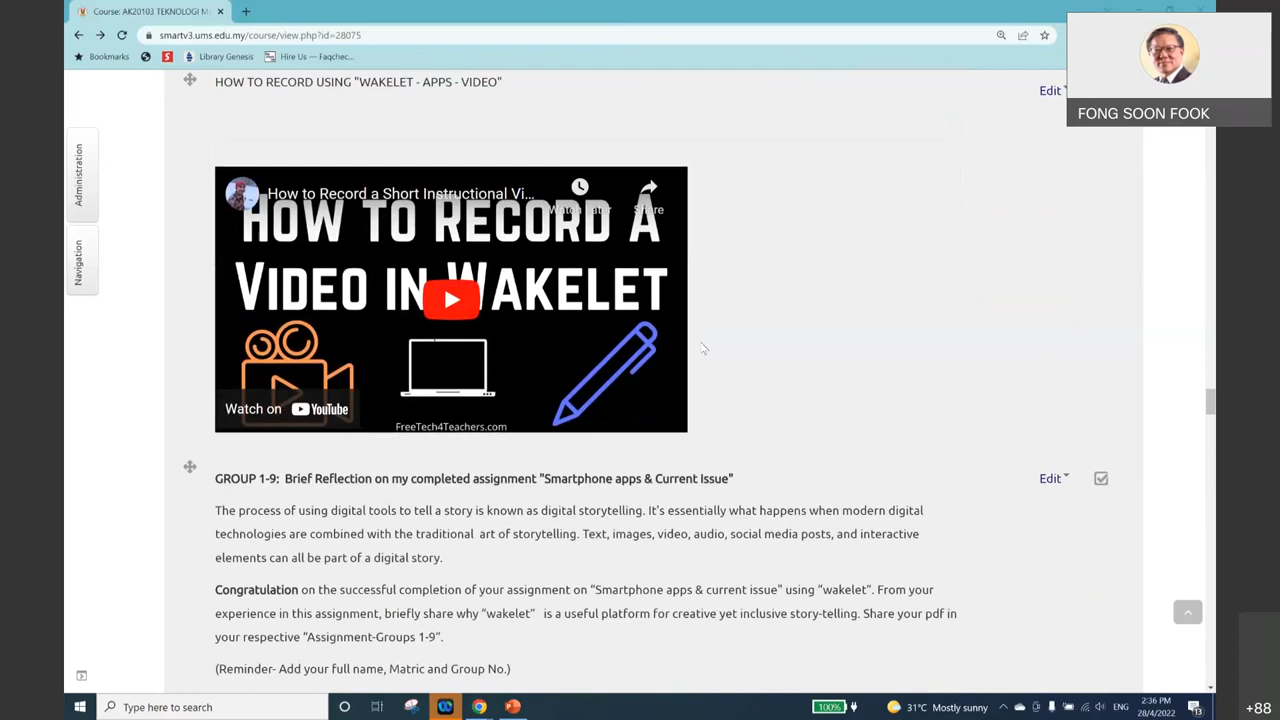 Course: AK20103 TEKNOLOGI M
smartv3.ums.edu.my/course/view.php?id=28075
Bookmarks
S
Library Genesis
Hire Us — Faqchec...
FONG SOON FOOK
HOW TO RECORD USING "WAKELET - APPS - VIDEO"
Edit
Administration
Navigation
How to Record a Short Instructional Vi...
Watch later
Share
HOW TO RECORD A
VIDEO IN WAKELET
Watch on YouTube
FreeTech4Teachers.com
GROUP 1-9: Brief Reflection on my completed assignment "Smartphone apps & Current Issue"
Edit
The process of using digital tools to tell a story is known as digital storytelling. It's essentially what happens when modern digital
technologies are combined with the traditional art of storytelling. Text, images, video, audio, social media posts, and interactive
elements can all be part of a digital story.
Congratulation on the successful completion of your assignment on “Smartphone apps & current issue" using “wakelet”. From your
experience in this assignment, briefly share why “wakelet” is a useful platform for creative yet inclusive story-telling. Share your pdf in
your respective “Assignment-Groups 1-9”.
(Reminder- Add your full name, Matric and Group No.)
Type here to search
100%
31°C Mostly sunny
ENG
2:36 PM
28/4/2022
13
+88